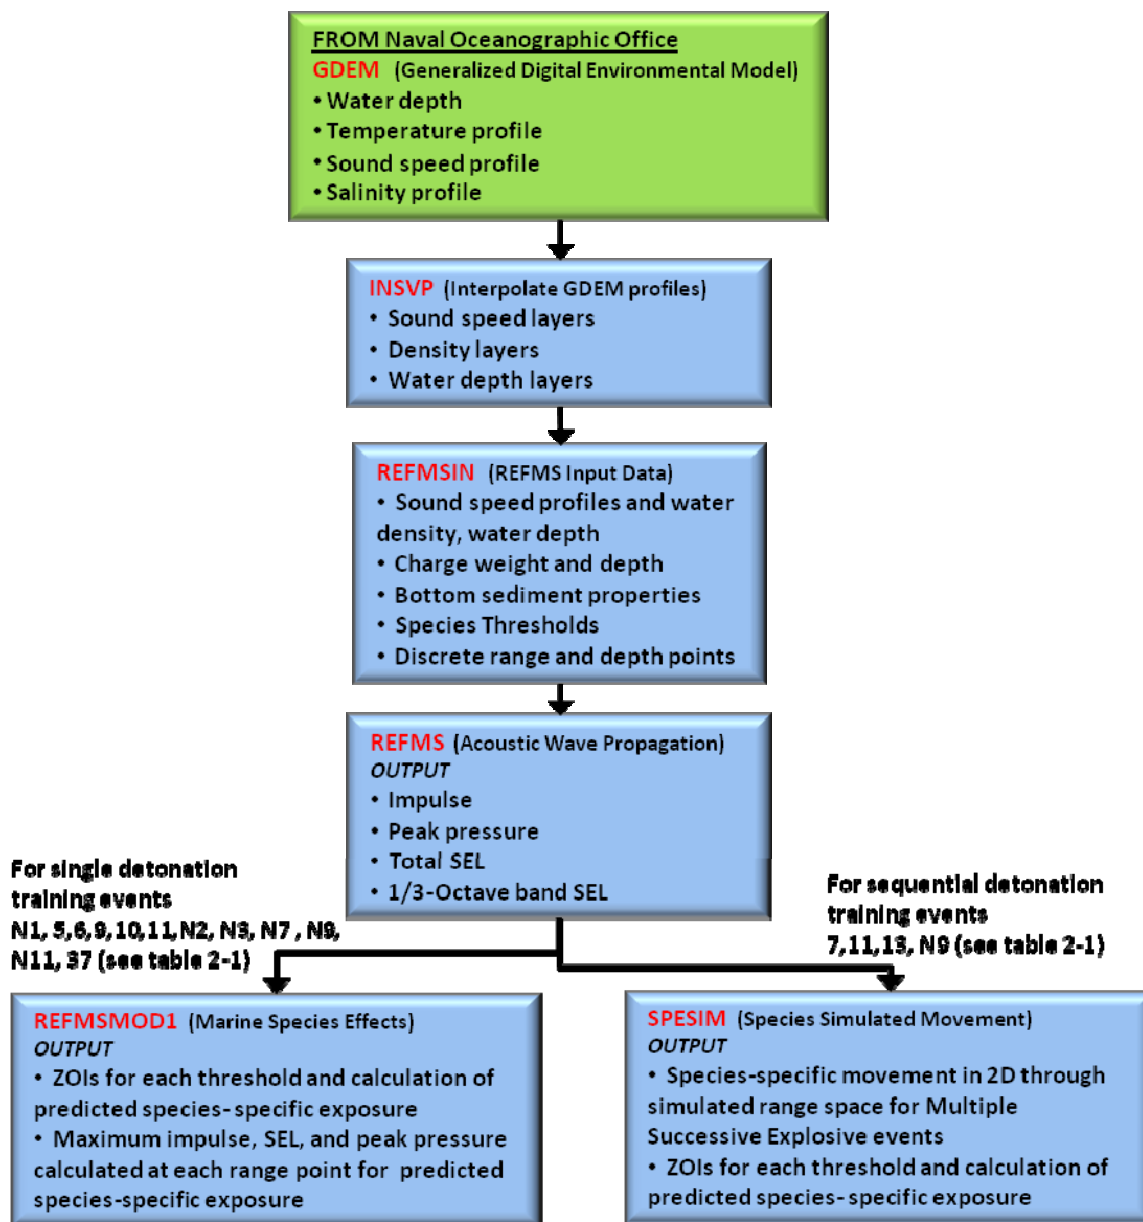 FROM Naval Oceanographic Office
GDEM (Generalized Digital Environmental Model)
• Water depth
• Temperature profile
• Sound speed profile
• Salinity profile
INSVP (Interpolate GDEM profiles)
• Sound speed layers
• Density layers
• Water depth layers
REFMSIN (REFMS Input Data)
• Sound speed profiles and water
density, water depth
• Charge weight and depth
• Bottom sediment properties
• Species Thresholds
• Discrete range and depth points
REFMS (Acoustic Wave Propagation)
OUTPUT
• Impulse
• Peak pressure
• Total SEL
• 1/3-Octave band SEL
For single detonation
training events
N1, 5,6,9,10,11,N2, N3, N7 , N9,
N11, 37 (see table 2-1)
For sequential detonation
training events
7,11,13, N9 (see table 2-1)
REFMSMOD1 (Marine Species Effects)
OUTPUT
• ZOIs for each threshold and calculation of
predicted species- specific exposure
• Maximum impulse, SEL, and peak pressure
calculated at each range point for predicted
species-specific exposure
SPESIM (Species Simulated Movement)
OUTPUT
• Species-specific movement in 2D through
simulated range space for Multiple
Successive Explosive events
• ZOIs for each threshold and calculation of
predicted species- specific exposure